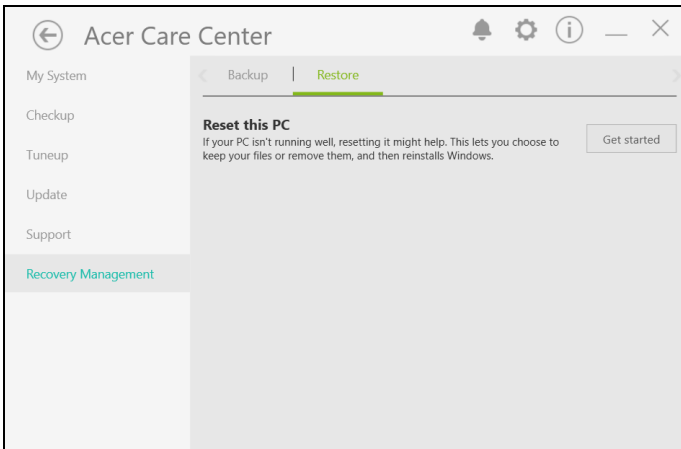 Acer Care Center
My System
Checkup
Tuneup
Update
Support
Recovery Management
Backup | Restore
Reset this PC
If your PC isn't running well, resetting it might help. This lets you choose to
keep your files or remove them, and then reinstalls Windows.
Get started